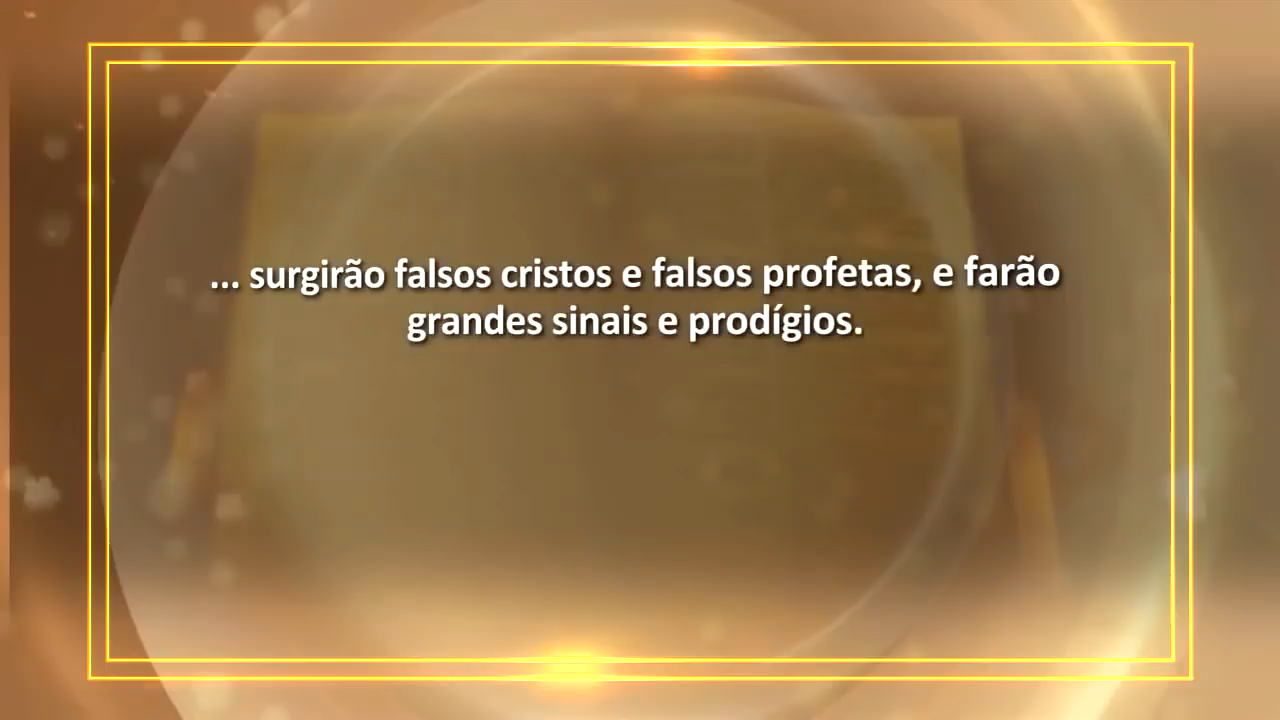 ... surgirão falsos cristos e falsos profetas, e farão
grandes sinais e prodígios.